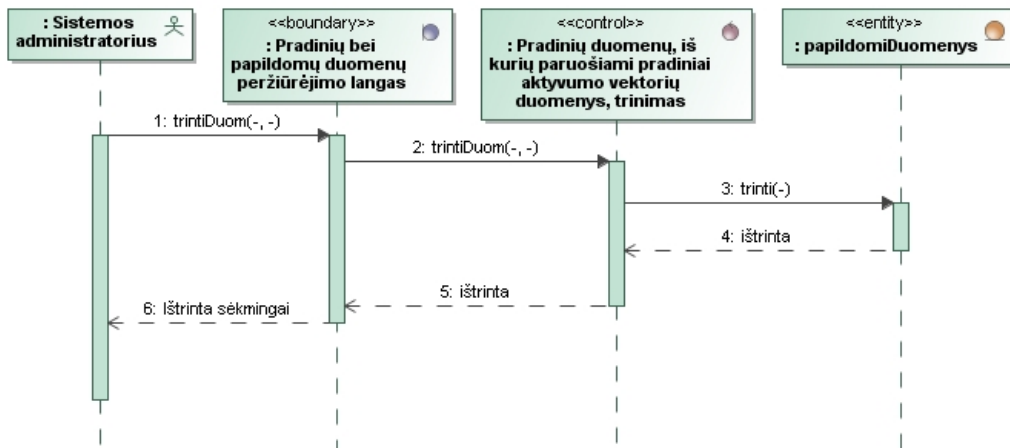 : Sistemos
administratorius
<<boundary>>
: Pradinių bei
papildomų duomenų
peržiūrėjimo langas
<<control>>
: Pradinių duomenų, iš
kurių paruošiami pradiniai
aktyvumo vektorių
duomenys, trinimas
<<entity>>
: papildomiDuomenys
1: trintiDuom(-, -)
2: trintiDuom(-, -)
3: trinti(-)
4: ištrinta
5: ištrinta
6: Ištrinta sėkmingai